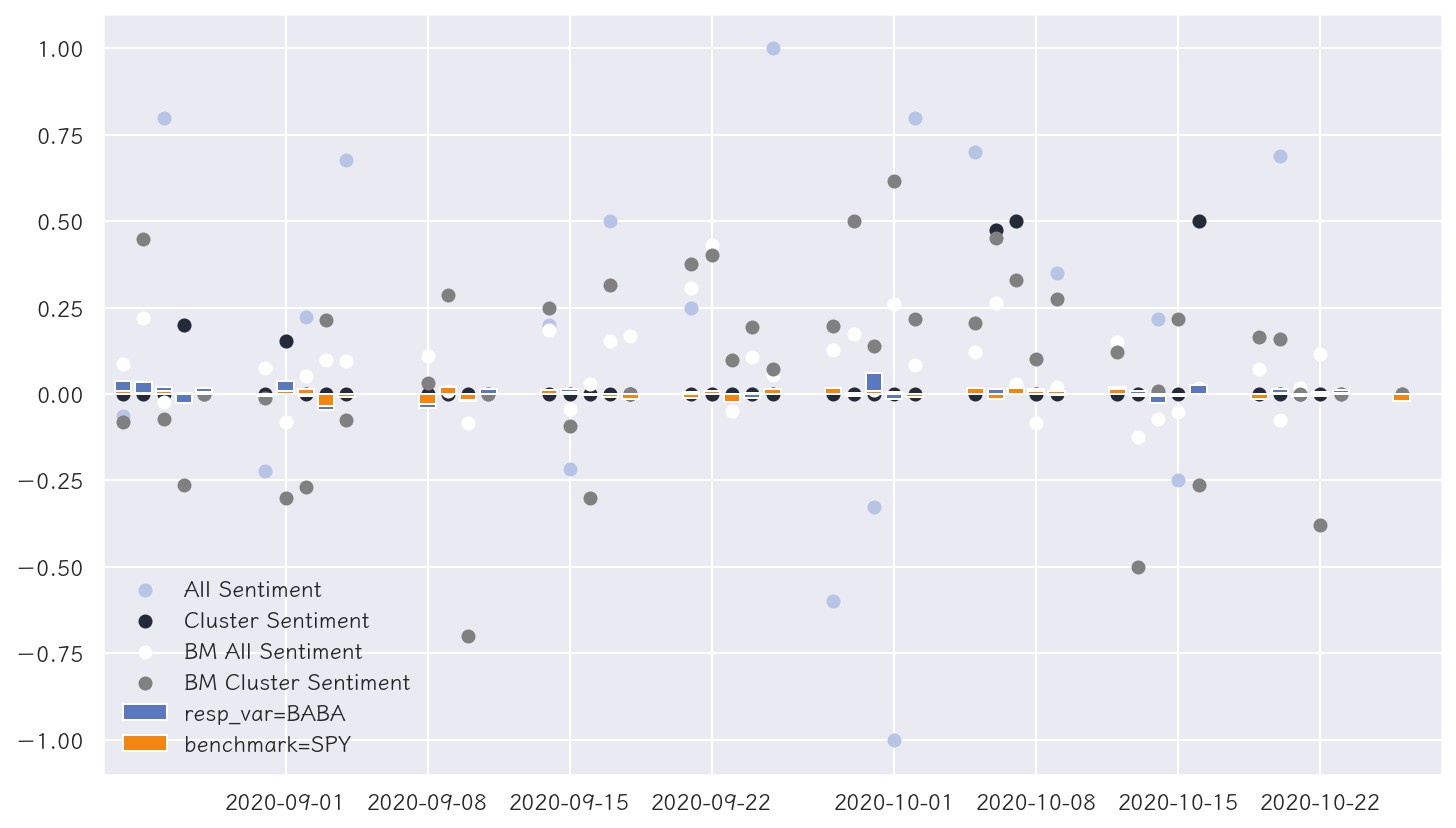 1.00
0.75
0.50
0.25
0.00
−0.25
−0.50
−0.75
−1.00
All Sentiment
Cluster Sentiment
BM All Sentiment
BM Cluster Sentiment
resp_var=BABA
benchmark=SPY
2020-09-01 2020-09-08 2020-09-15 2020-09-22 2020-10-01 2020-10-08 2020-10-15 2020-10-22